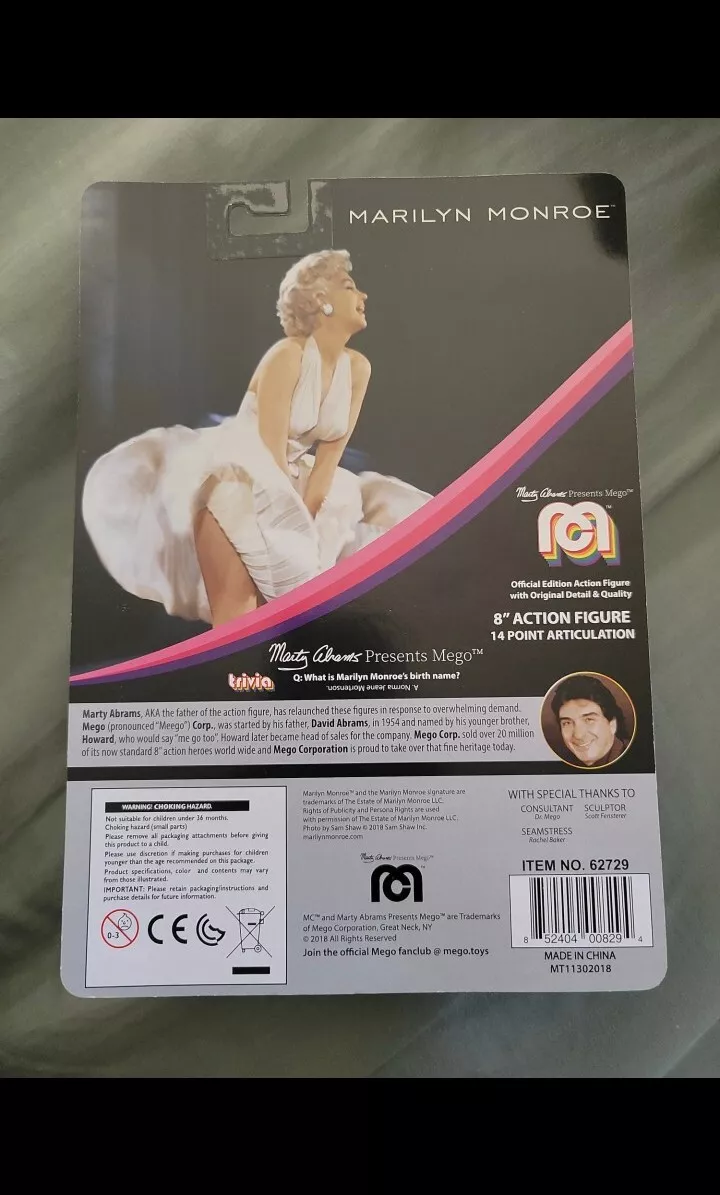 MARILYN MONROE™
Marty Abrams Presents Mego™
Official Edition Action Figure
with Original Detail & Quality
8" ACTION FIGURE
14 POINT ARTICULATION
Marty Abrams Presents Mego™
trivia
Q: What is Marilyn Monroe's birth name?
A. Norma Jeane Mortenson.
Marty Abrams, AKA the father of the action figure, has relaunched these figures in response to overwhelming demand.
Mego (pronounced "Meego") Corp., was started by his father, David Abrams, in 1954 and named by his younger brother,
Howard, who would say "me go too". Howard later became head of sales for the company. Mego Corp. sold over 20 million
of its now standard 8" action heroes world wide and Mego Corporation is proud to take over that fine heritage today.
WARNING! CHOKING HAZARD.
Not suitable for children under 36 months.
Choking hazard (small parts)
Please remove all packaging attachments before giving
this product to a child.
Please use discretion if making purchases for children
younger than the age recommended on this package.
Product specifications, color and contents may vary
from those illustrated.
IMPORTANT: Please retain packaging/instructions and
purchase details for future information.
0-3
CE
Marilyn Monroe™ and the Marilyn Monroe signature are
trademarks of The Estate of Marilyn Monroe LLC.
Rights of Publicity and Persona Rights are used
with permission of The Estate of Marilyn Monroe LLC.
Photo by Sam Shaw © 2018 Sam Shaw Inc.
marilynmonroe.com
Marty Abrams Presents Mego™
MC™ and Marty Abrams Presents Mego™ are Trademarks
of Mego Corporation, Great Neck, NY
© 2018 All Rights Reserved
Join the official Mego fanclub @ mego.toys
WITH SPECIAL THANKS TO
CONSULTANT SCULPTOR
Dr. Mego Scott Fensterer
SEAMSTRESS
Rachel Baker
ITEM NO. 62729
8 52404 00829 4
MADE IN CHINA
MT11302018